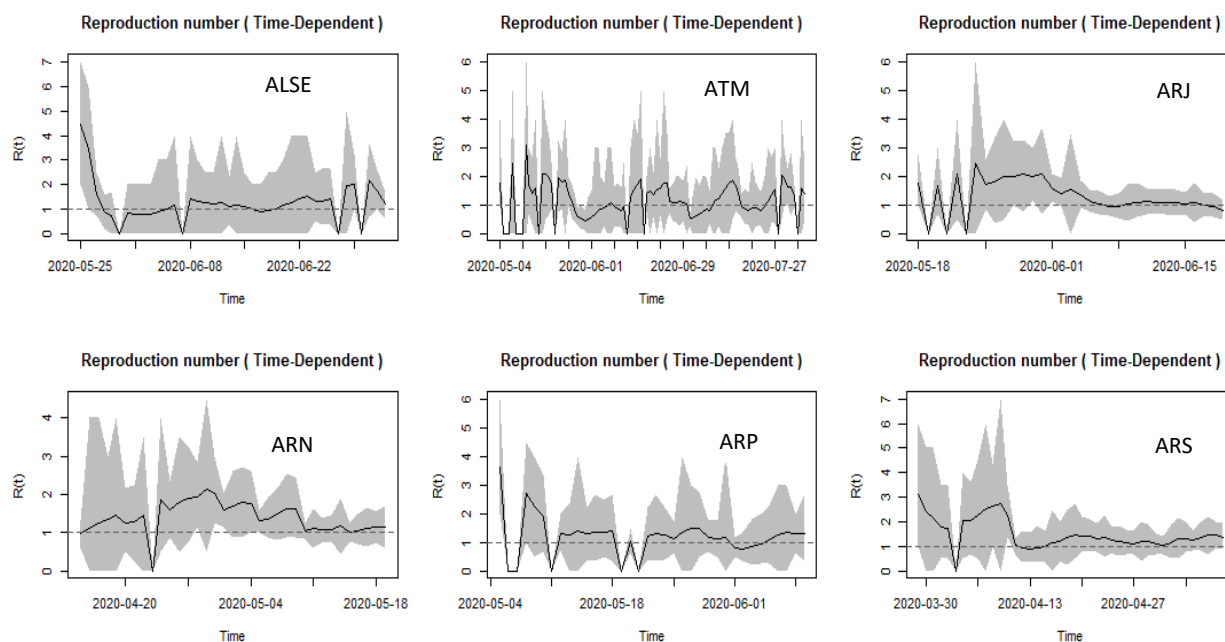 Reproduction number ( Time-Dependent )
R(t)
7
6
5
4
3
2
1
0
ALSE
2020-05-25 2020-06-08 2020-06-22
Time
Reproduction number ( Time-Dependent )
R(t)
6
5
4
3
2
1
0
ATM
2020-05-04 2020-06-01 2020-06-29 2020-07-27
Time
Reproduction number ( Time-Dependent )
R(t)
6
5
4
3
2
1
0
ARJ
2020-05-18 2020-06-01 2020-06-15
Time
Reproduction number ( Time-Dependent )
R(t)
4
3
2
1
0
ARN
2020-04-20 2020-05-04 2020-05-18
Time
Reproduction number ( Time-Dependent )
R(t)
6
5
4
3
2
1
0
ARP
2020-05-04 2020-05-18 2020-06-01
Time
Reproduction number ( Time-Dependent )
R(t)
7
6
5
4
3
2
1
0
ARS
2020-03-30 2020-04-13 2020-04-27
Time